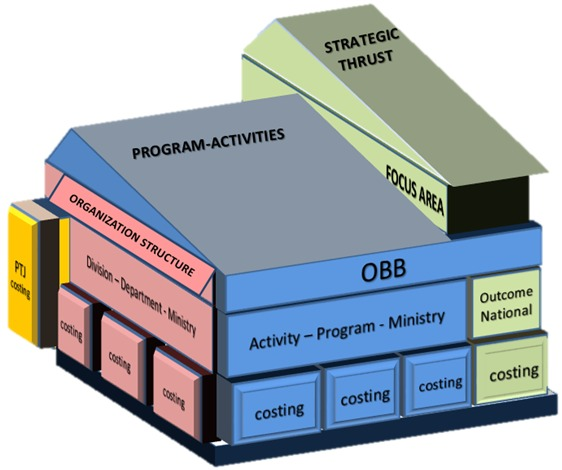 STRATEGIC
THRUST
PROGRAM-ACTIVITIES
FOCUS AREA
ORGANIZATION STRUCTURE
PTJ
costing
Division – Department - Ministry
OBB
Outcome
National
Activity – Program - Ministry
costing
costing
costing
costing
costing
costing
costing